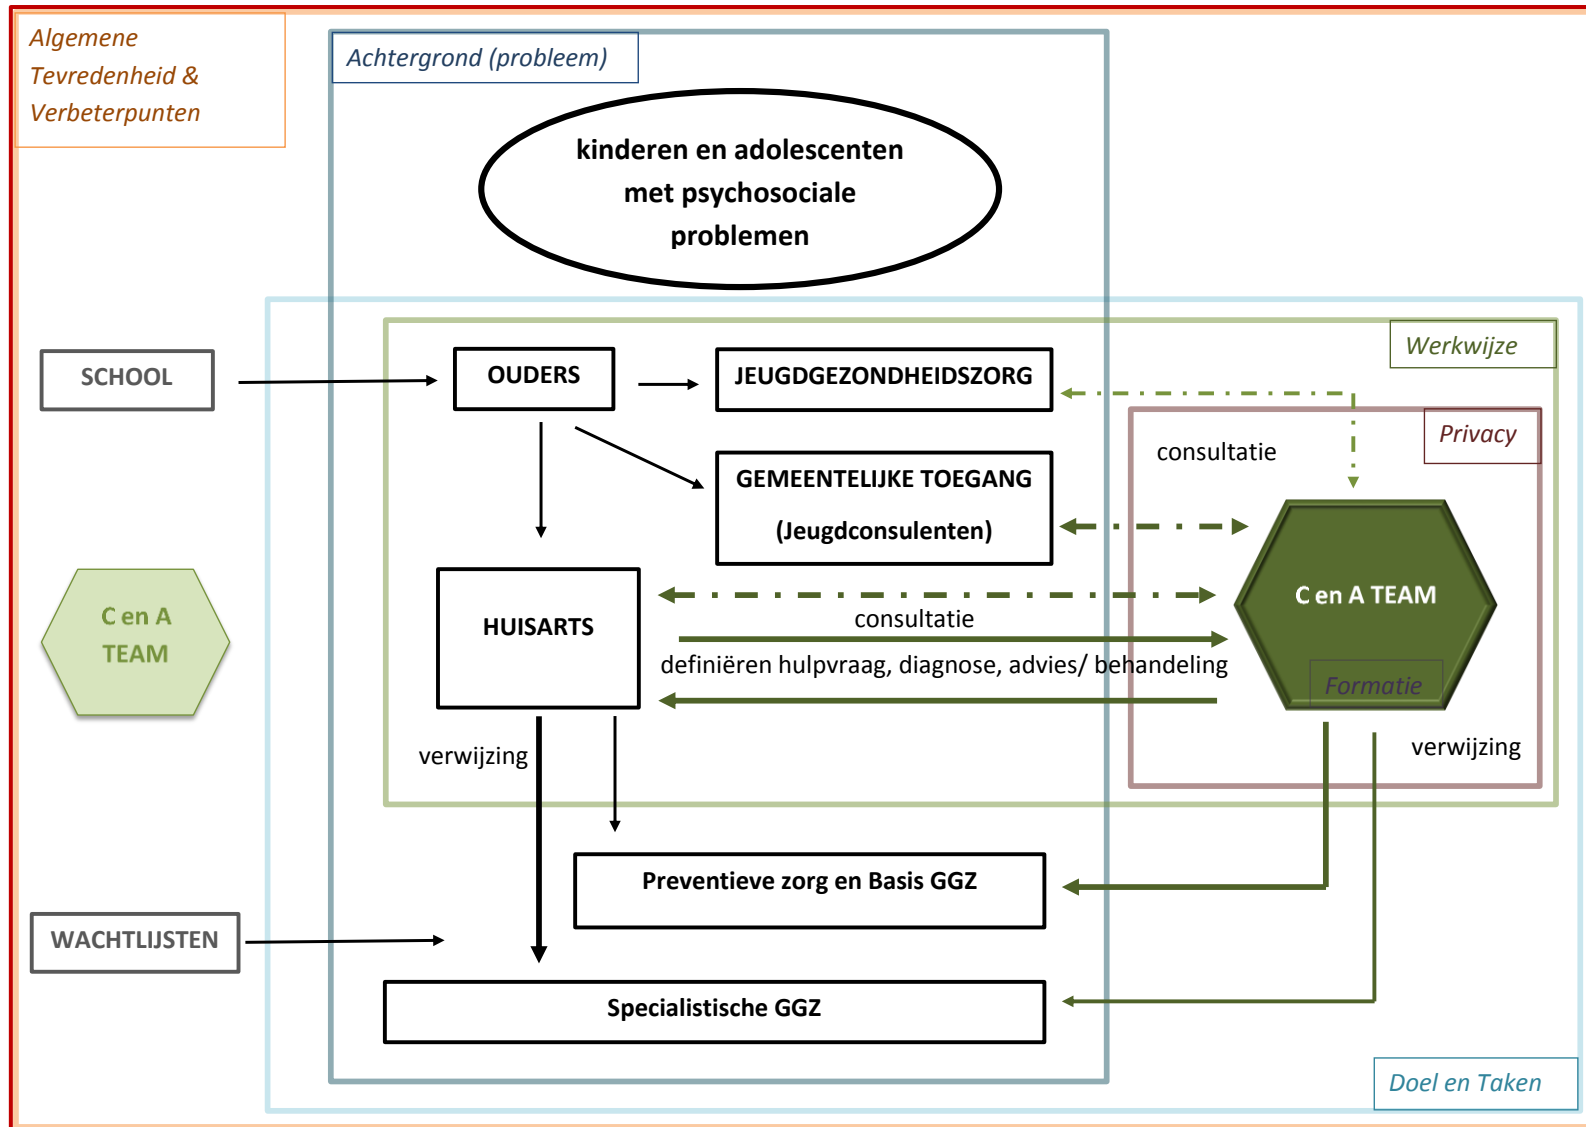 Algemene
Tevredenheid &
Verbeterpunten
Achtergrond (probleem)
kinderen en adolescenten
met psychosociale
problemen
Werkwijze
SCHOOL
OUDERS
JEUGDGEZONDHEIDSZORG
Privacy
consultatie
GEMEENTELIJKE TOEGANG
(Jeugdconsulenten)
C en A
TEAM
HUISARTS
consultatie
definiëren hulpvraag, diagnose, advies/ behandeling
C en A TEAM
Formatie
verwijzing
verwijzing
Preventieve zorg en Basis GGZ
WACHTLIJSTEN
Specialistische GGZ
Doel en Taken